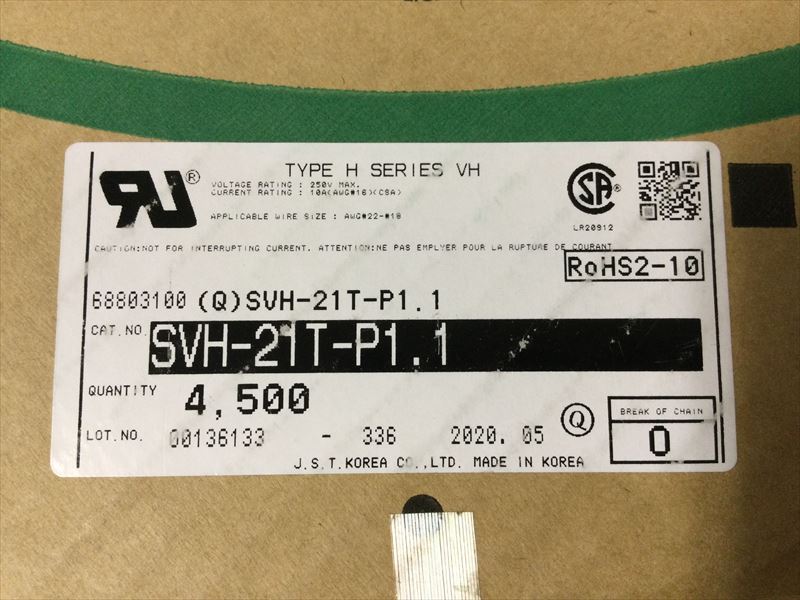 TYPE H SERIES VH
VOLTAGE RATING : 250V MAX.
CURRENT RATING : 10A(AWG#16)(CSA)
APPLICABLE WIRE SIZE : AWG#22-#18
LR20912
CAUTION:NOT FOR INTERRUPTING CURRENT. ATTENTION:NE PAS EMPLYER POUR LA RUPTURE DE COURANT
RoHS2-10
68803100 (Q)SVH-21T-P1.1
CAT.NO. SVH-21T-P1.1
QUANTITY 4,500
LOT.NO. 00136133 - 336 2020.05 Q
BREAK OF CHAIN
0
J.S.T.KOREA CO.,LTD. MADE IN KOREA